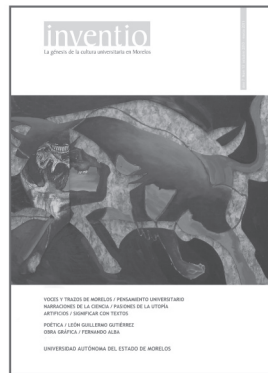 inventio
La génesis de la cultura universitaria en Morelos
VOCES Y TRAZOS DE MORELOS / PENSAMIENTO UNIVERSITARIO
NARRACIONES DE LA CIENCIA / PASIONES DE LA UTOPÍA
ARTIFICIOS / SIGNIFICAR CON TEXTOS
POÉTICA / LEÓN GUILLERMO GUTIÉRREZ
OBRA GRÁFICA / FERNANDO ALBA
UNIVERSIDAD AUTÓNOMA DEL ESTADO DE MORELOS